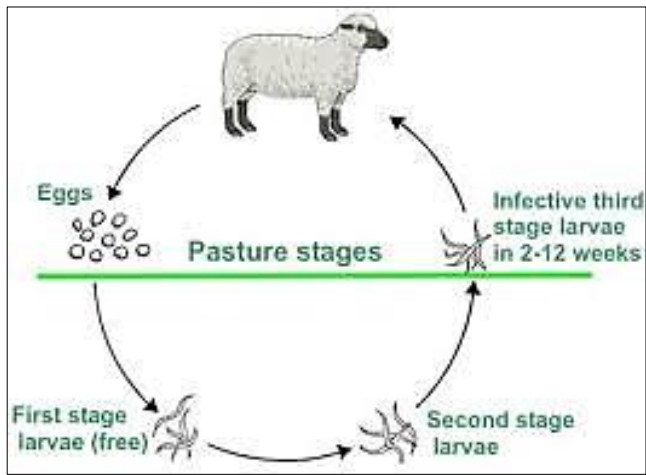 Eggs
Infective third
stage larvae
in 2-12 weeks
Pasture stages
First stage
larvae (free)
Second stage
larvae